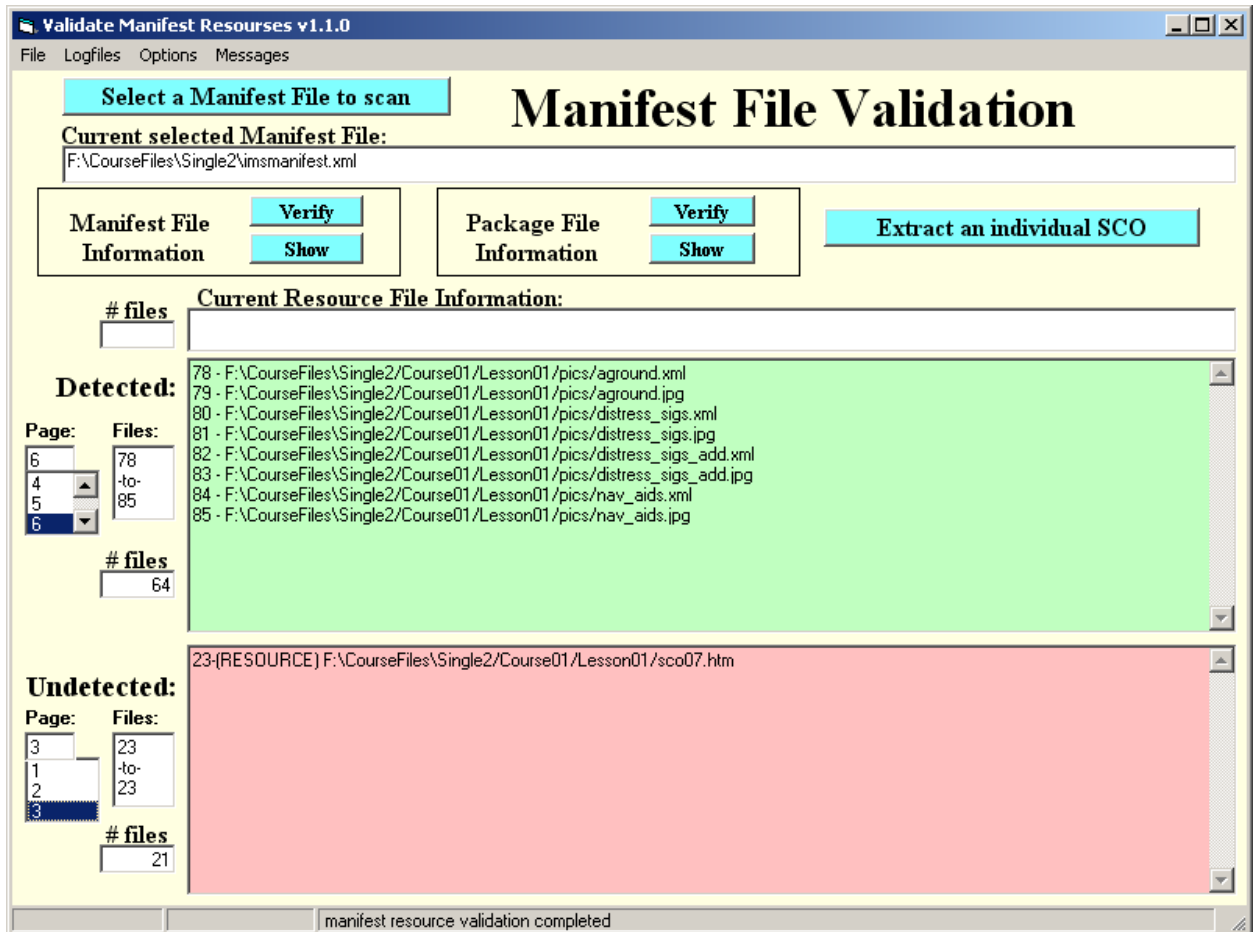 Validate Manifest Resourses v1.1.0
File Logfiles Options Messages
Select a Manifest File to scan
Manifest File Validation
Current selected Manifest File:
F:\CourseFiles\Single2\imsmanifest.xml
Manifest File
Information
Verify
Show
Package File
Information
Verify
Show
Extract an individual SCO
# files
Current Resource File Information:
Detected:
Page: Files:
6
4
5
6
78
-to-
85
# files
64
78 - F:\CourseFiles\Single2/Course01/Lesson01/pics/aground.xml
79 - F:\CourseFiles\Single2/Course01/Lesson01/pics/aground.jpg
80 - F:\CourseFiles\Single2/Course01/Lesson01/pics/distress_sigs.xml
81 - F:\CourseFiles\Single2/Course01/Lesson01/pics/distress_sigs.jpg
82 - F:\CourseFiles\Single2/Course01/Lesson01/pics/distress_sigs_add.xml
83 - F:\CourseFiles\Single2/Course01/Lesson01/pics/distress_sigs_add.jpg
84 - F:\CourseFiles\Single2/Course01/Lesson01/pics/nav_aids.xml
85 - F:\CourseFiles\Single2/Course01/Lesson01/pics/nav_aids.jpg
Undetected:
Page: Files:
3
1
2
3
23
-to-
23
# files
21
23-(RESOURCE) F:\CourseFiles\Single2/Course01/Lesson01/sco07.htm
manifest resource validation completed